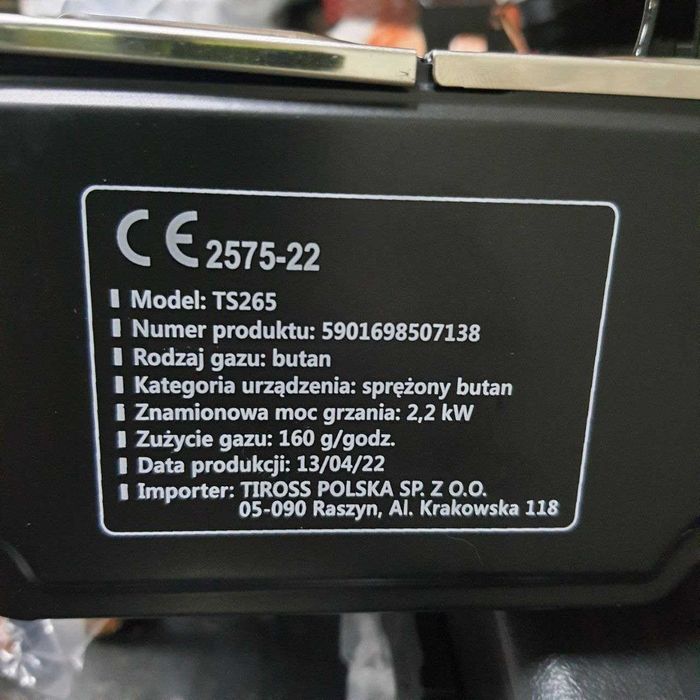 CE 2575-22
Model: TS265
Numer produktu: 5901698507138
Rodzaj gazu: butan
Kategoria urządzenia: sprężony butan
Znamionowa moc grzania: 2,2 kW
Zużycie gazu: 160 g/godz.
Data produkcji: 13/04/22
Importer: TIROSS POLSKA SP. Z O.O.
05-090 Raszyn, Al. Krakowska 118